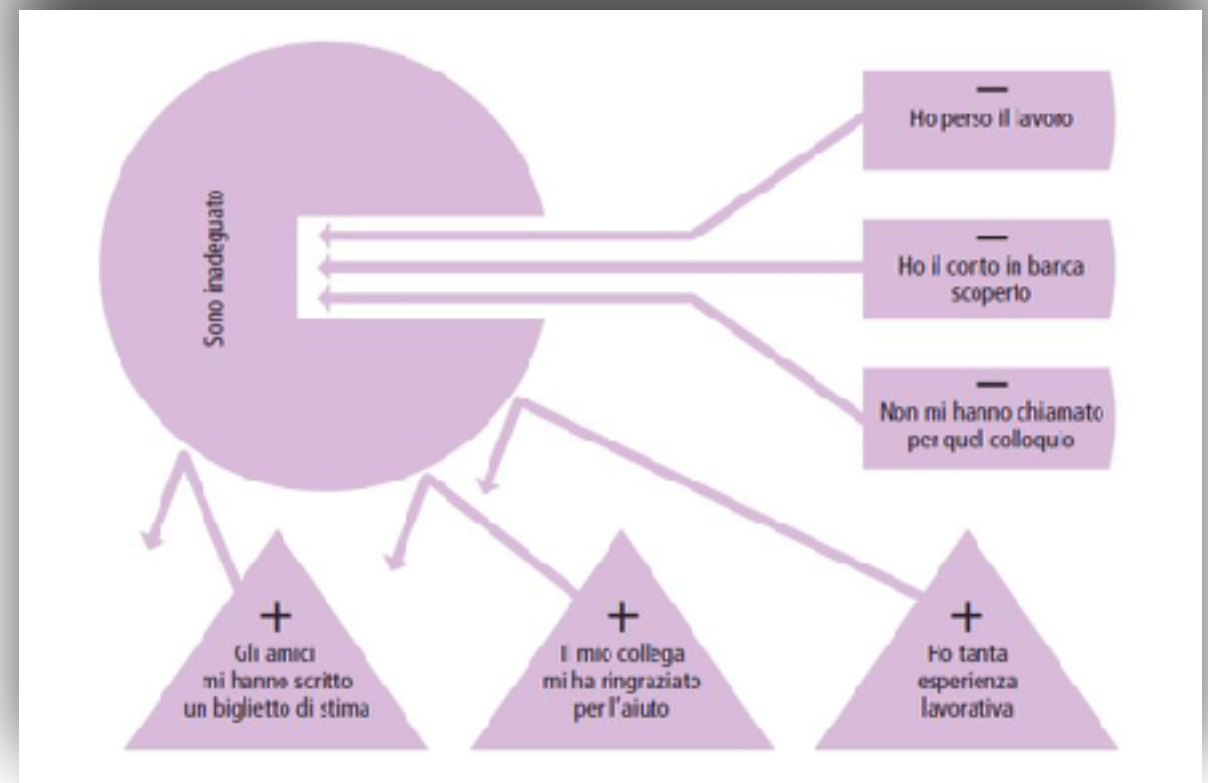 Sono inadeguato
—
Ho perso il lavoro
—
Ho il corto in barca
scoperto
—
Non mi hanno chiamato
per quel colloquio
+
Gli amici
mi hanno scritto
un biglietto di stima
+
Il mio collega
mi ha ringraziato
per l'aiuto
+
Ho tanta
esperienza
lavorativa